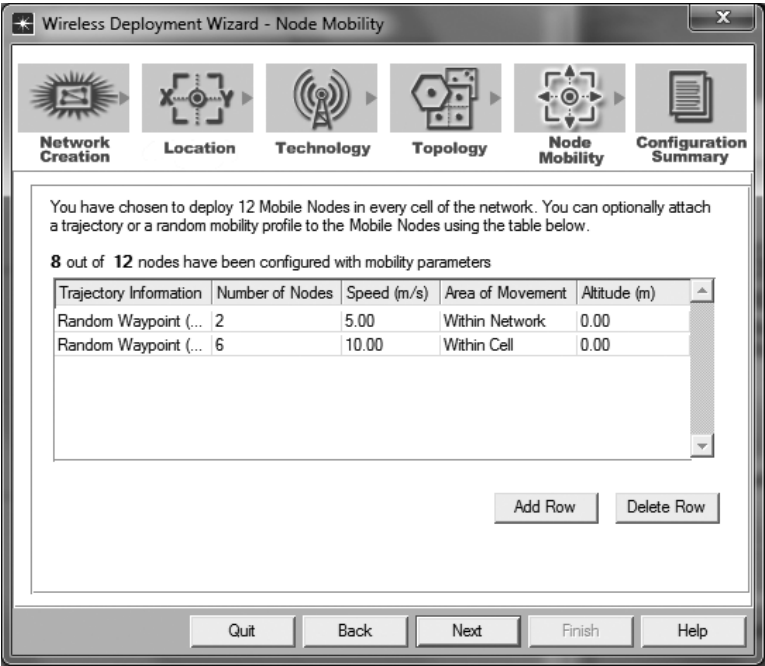 Wireless Deployment Wizard - Node Mobility
X Y
Network Creation
Location
Technology
Topology
Node Mobility
Configuration Summary
You have chosen to deploy 12 Mobile Nodes in every cell of the network. You can optionally attach
a trajectory or a random mobility profile to the Mobile Nodes using the table below.
8 out of 12 nodes have been configured with mobility parameters
Trajectory Information Number of Nodes Speed (m/s) Area of Movement Altitude (m)
Random Waypoint (... 2 5.00 Within Network 0.00
Random Waypoint (... 6 10.00 Within Cell 0.00
Add Row Delete Row
Quit Back Next Finish Help